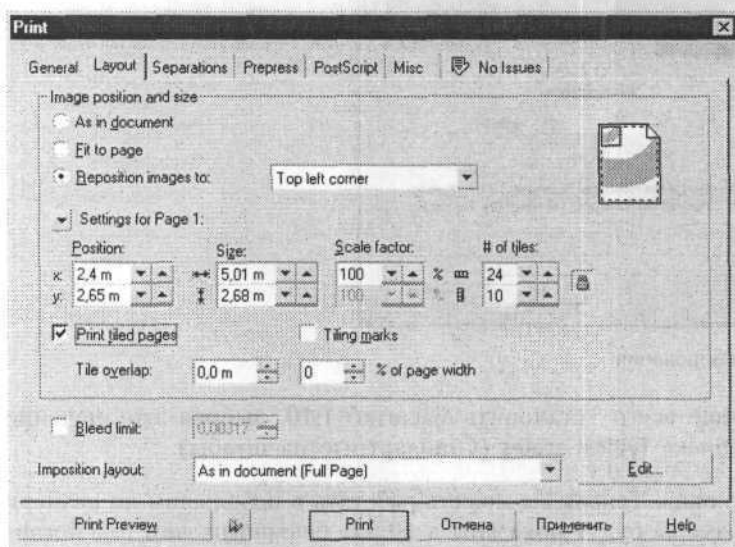 Print
General Layout Separations Prepress PostScript Misc No Issues
Image position and size
As in document
Fit to page
Reposition images to: Top left corner
Settings for Page 1:
Position: Size: Scale factor: # of tiles:
x: 2,4 m 5,01 m 100 % 24
y: 2,65 m 2,68 m 100 % 10
Print tiled pages Tiling marks
Tile overlap: 0,0 m 0 % of page width
Bleed limit: 0,00317
Imposition layout: As in document (Full Page) Edit...
Print Preview Print Отмена Применить Help